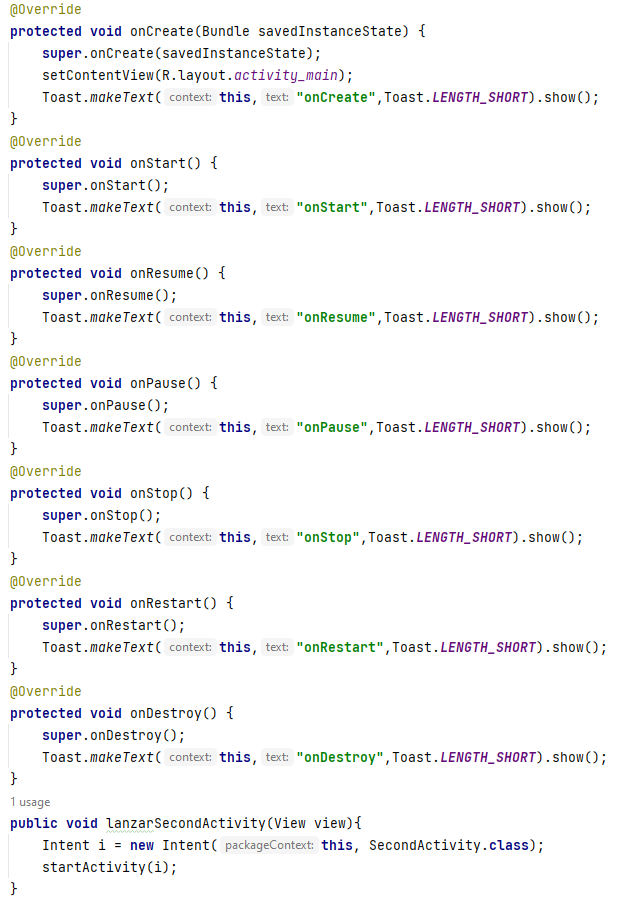 @Override
protected void onCreate(Bundle savedInstanceState) {
    super.onCreate(savedInstanceState);
    setContentView(R.layout.activity_main);
    Toast.makeText( context: this, text: "onCreate",Toast.LENGTH_SHORT).show();
}
@Override
protected void onStart() {
    super.onStart();
    Toast.makeText( context: this, text: "onStart",Toast.LENGTH_SHORT).show();
}
@Override
protected void onResume() {
    super.onResume();
    Toast.makeText( context: this, text: "onResume",Toast.LENGTH_SHORT).show();
}
@Override
protected void onPause() {
    super.onPause();
    Toast.makeText( context: this, text: "onPause",Toast.LENGTH_SHORT).show();
}
@Override
protected void onStop() {
    super.onStop();
    Toast.makeText( context: this, text: "onStop",Toast.LENGTH_SHORT).show();
}
@Override
protected void onRestart() {
    super.onRestart();
    Toast.makeText( context: this, text: "onRestart",Toast.LENGTH_SHORT).show();
}
@Override
protected void onDestroy() {
    super.onDestroy();
    Toast.makeText( context: this, text: "onDestroy",Toast.LENGTH_SHORT).show();
}
1 usage
public void lanzarSecondActivity(View view){
    Intent i = new Intent( packageContext: this, SecondActivity.class);
    startActivity(i);
}